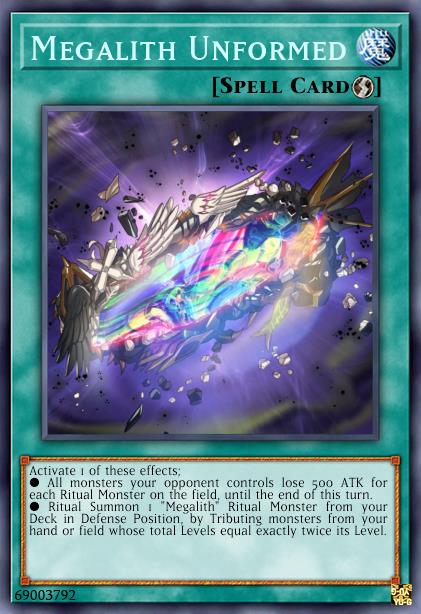 Megalith Unformed
[Spell Card]
Activate 1 of these effects;
● All monsters your opponent controls lose 500 ATK for
each Ritual Monster on the field, until the end of this turn.
● Ritual Summon 1 "Megalith" Ritual Monster from your
Deck in Defense Position, by Tributing monsters from your
hand or field whose total Levels equal exactly twice its Level.
69003792